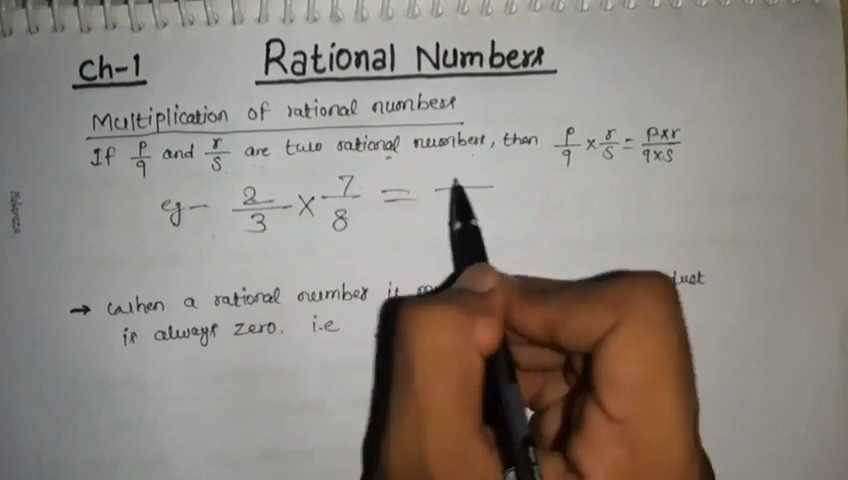 Ch-1 Rational Numbers
Multiplication of rational numbers
If p/q and r/s are two rational numbers, then p/q × r/s = p×r/q×s
eg- 2/3 × 7/8 =
→ When a rational number is
is always zero. i.e